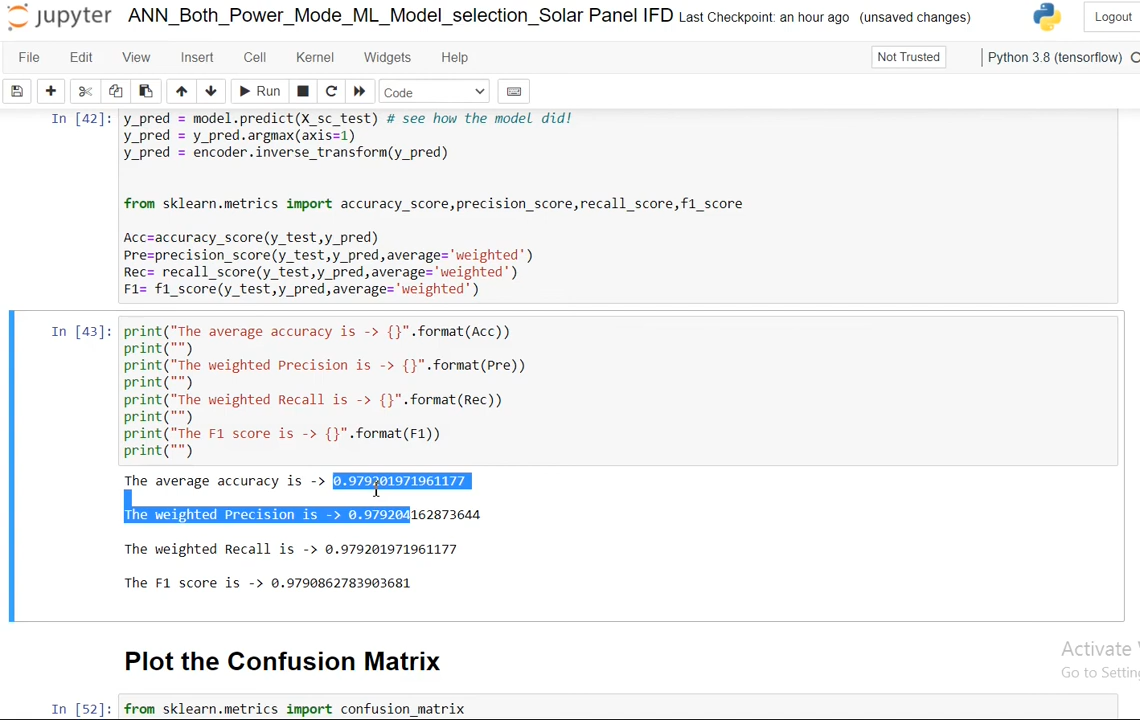 jupyter ANN_Both_Power_Mode_ML_Model_selection_Solar Panel IFD Last Checkpoint: an hour ago (unsaved changes) Logout
File Edit View Insert Cell Kernel Widgets Help Not Trusted Python 3.8 (tensorflow)
Run Code
In [42]: y_pred = model.predict(X_sc_test) # see how the model did!
y_pred = y_pred.argmax(axis=1)
y_pred = encoder.inverse_transform(y_pred)
from sklearn.metrics import accuracy_score,precision_score,recall_score,f1_score
Acc=accuracy_score(y_test,y_pred)
Pre=precision_score(y_test,y_pred,average='weighted')
Rec= recall_score(y_test,y_pred,average='weighted')
F1= f1_score(y_test,y_pred,average='weighted')
In [43]: print("The average accuracy is -> {}".format(Acc))
print("")
print("The weighted Precision is -> {}".format(Pre))
print("")
print("The weighted Recall is -> {}".format(Rec))
print("")
print("The F1 score is -> {}".format(F1))
print("")
The average accuracy is -> 0.979201971961177
The weighted Precision is -> 0.979204162873644
The weighted Recall is -> 0.979201971961177
The F1 score is -> 0.9790862783903681
Plot the Confusion Matrix
Activate
Go to Setting
In [52]: from sklearn.metrics import confusion_matrix